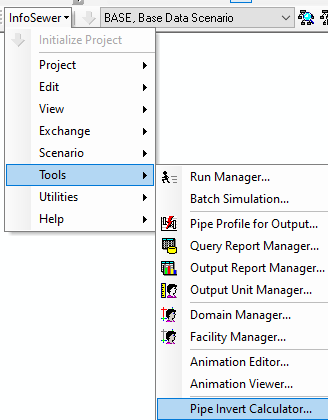 InfoSewer
BASE, Base Data Scenario
Initialize Project
Project
Edit
View
Exchange
Scenario
Tools
Utilities
Help
Run Manager...
Batch Simulation...
Pipe Profile for Output...
Query Report Manager...
Output Report Manager...
Output Unit Manager...
Domain Manager...
Facility Manager...
Animation Editor...
Animation Viewer...
Pipe Invert Calculator...